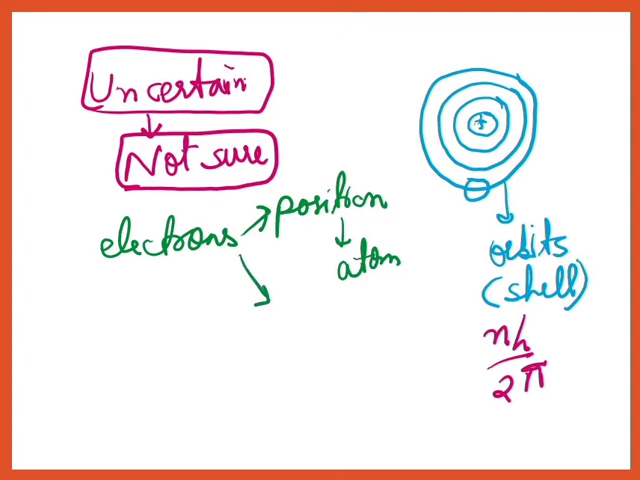 Uncertain
Not sure
electrons
position
atom
+
orbits
(shell)
nh
2π